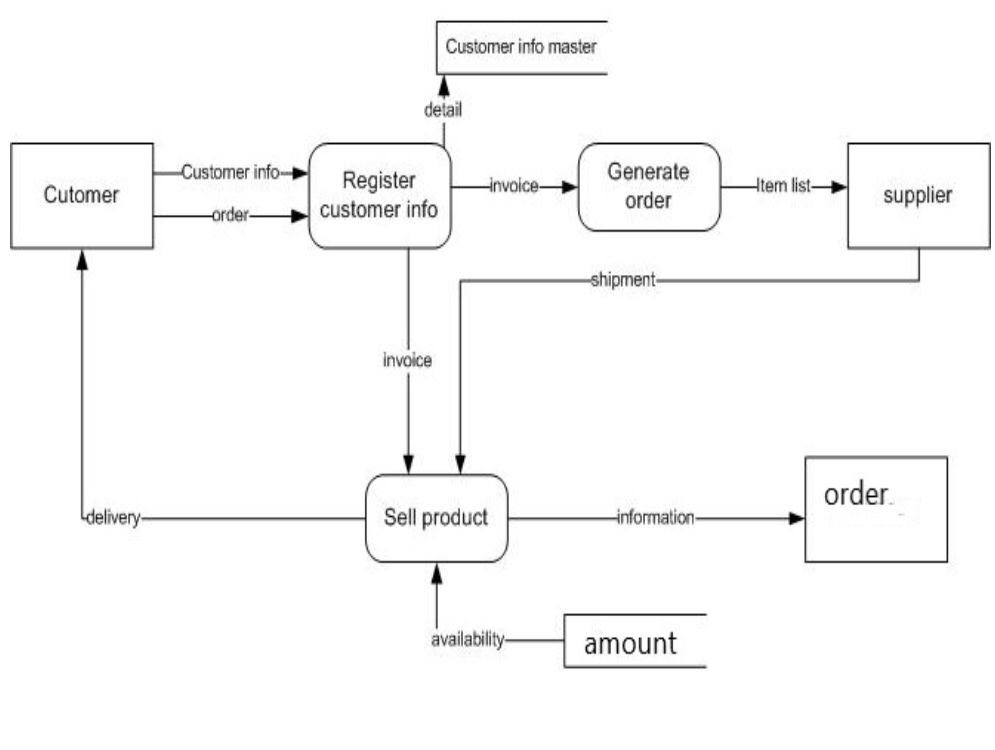 Customer info master
detail
Cutomer
Customer info
order
Register
customer info
invoice
Generate
order
Item list
supplier
shipment
invoice
delivery
Sell product
information
order
availability
amount